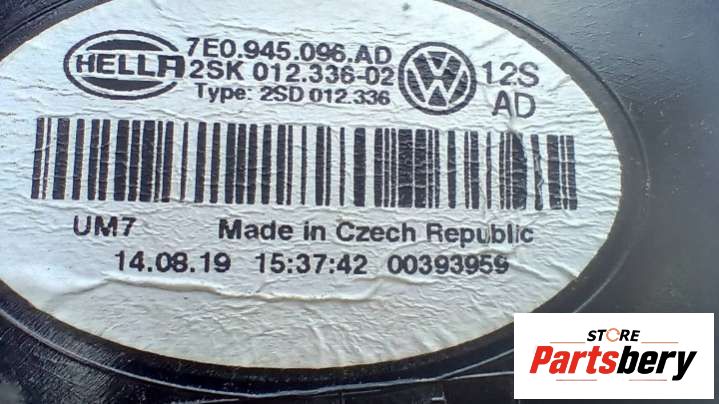 HELLA
7E0.945.096.AD
2SK 012.336-02
Type: 2SD 012.336
12S
AD
UM7 Made in Czech Republic
14.08.19 15:37:42 00393959
STORE
Partsbery